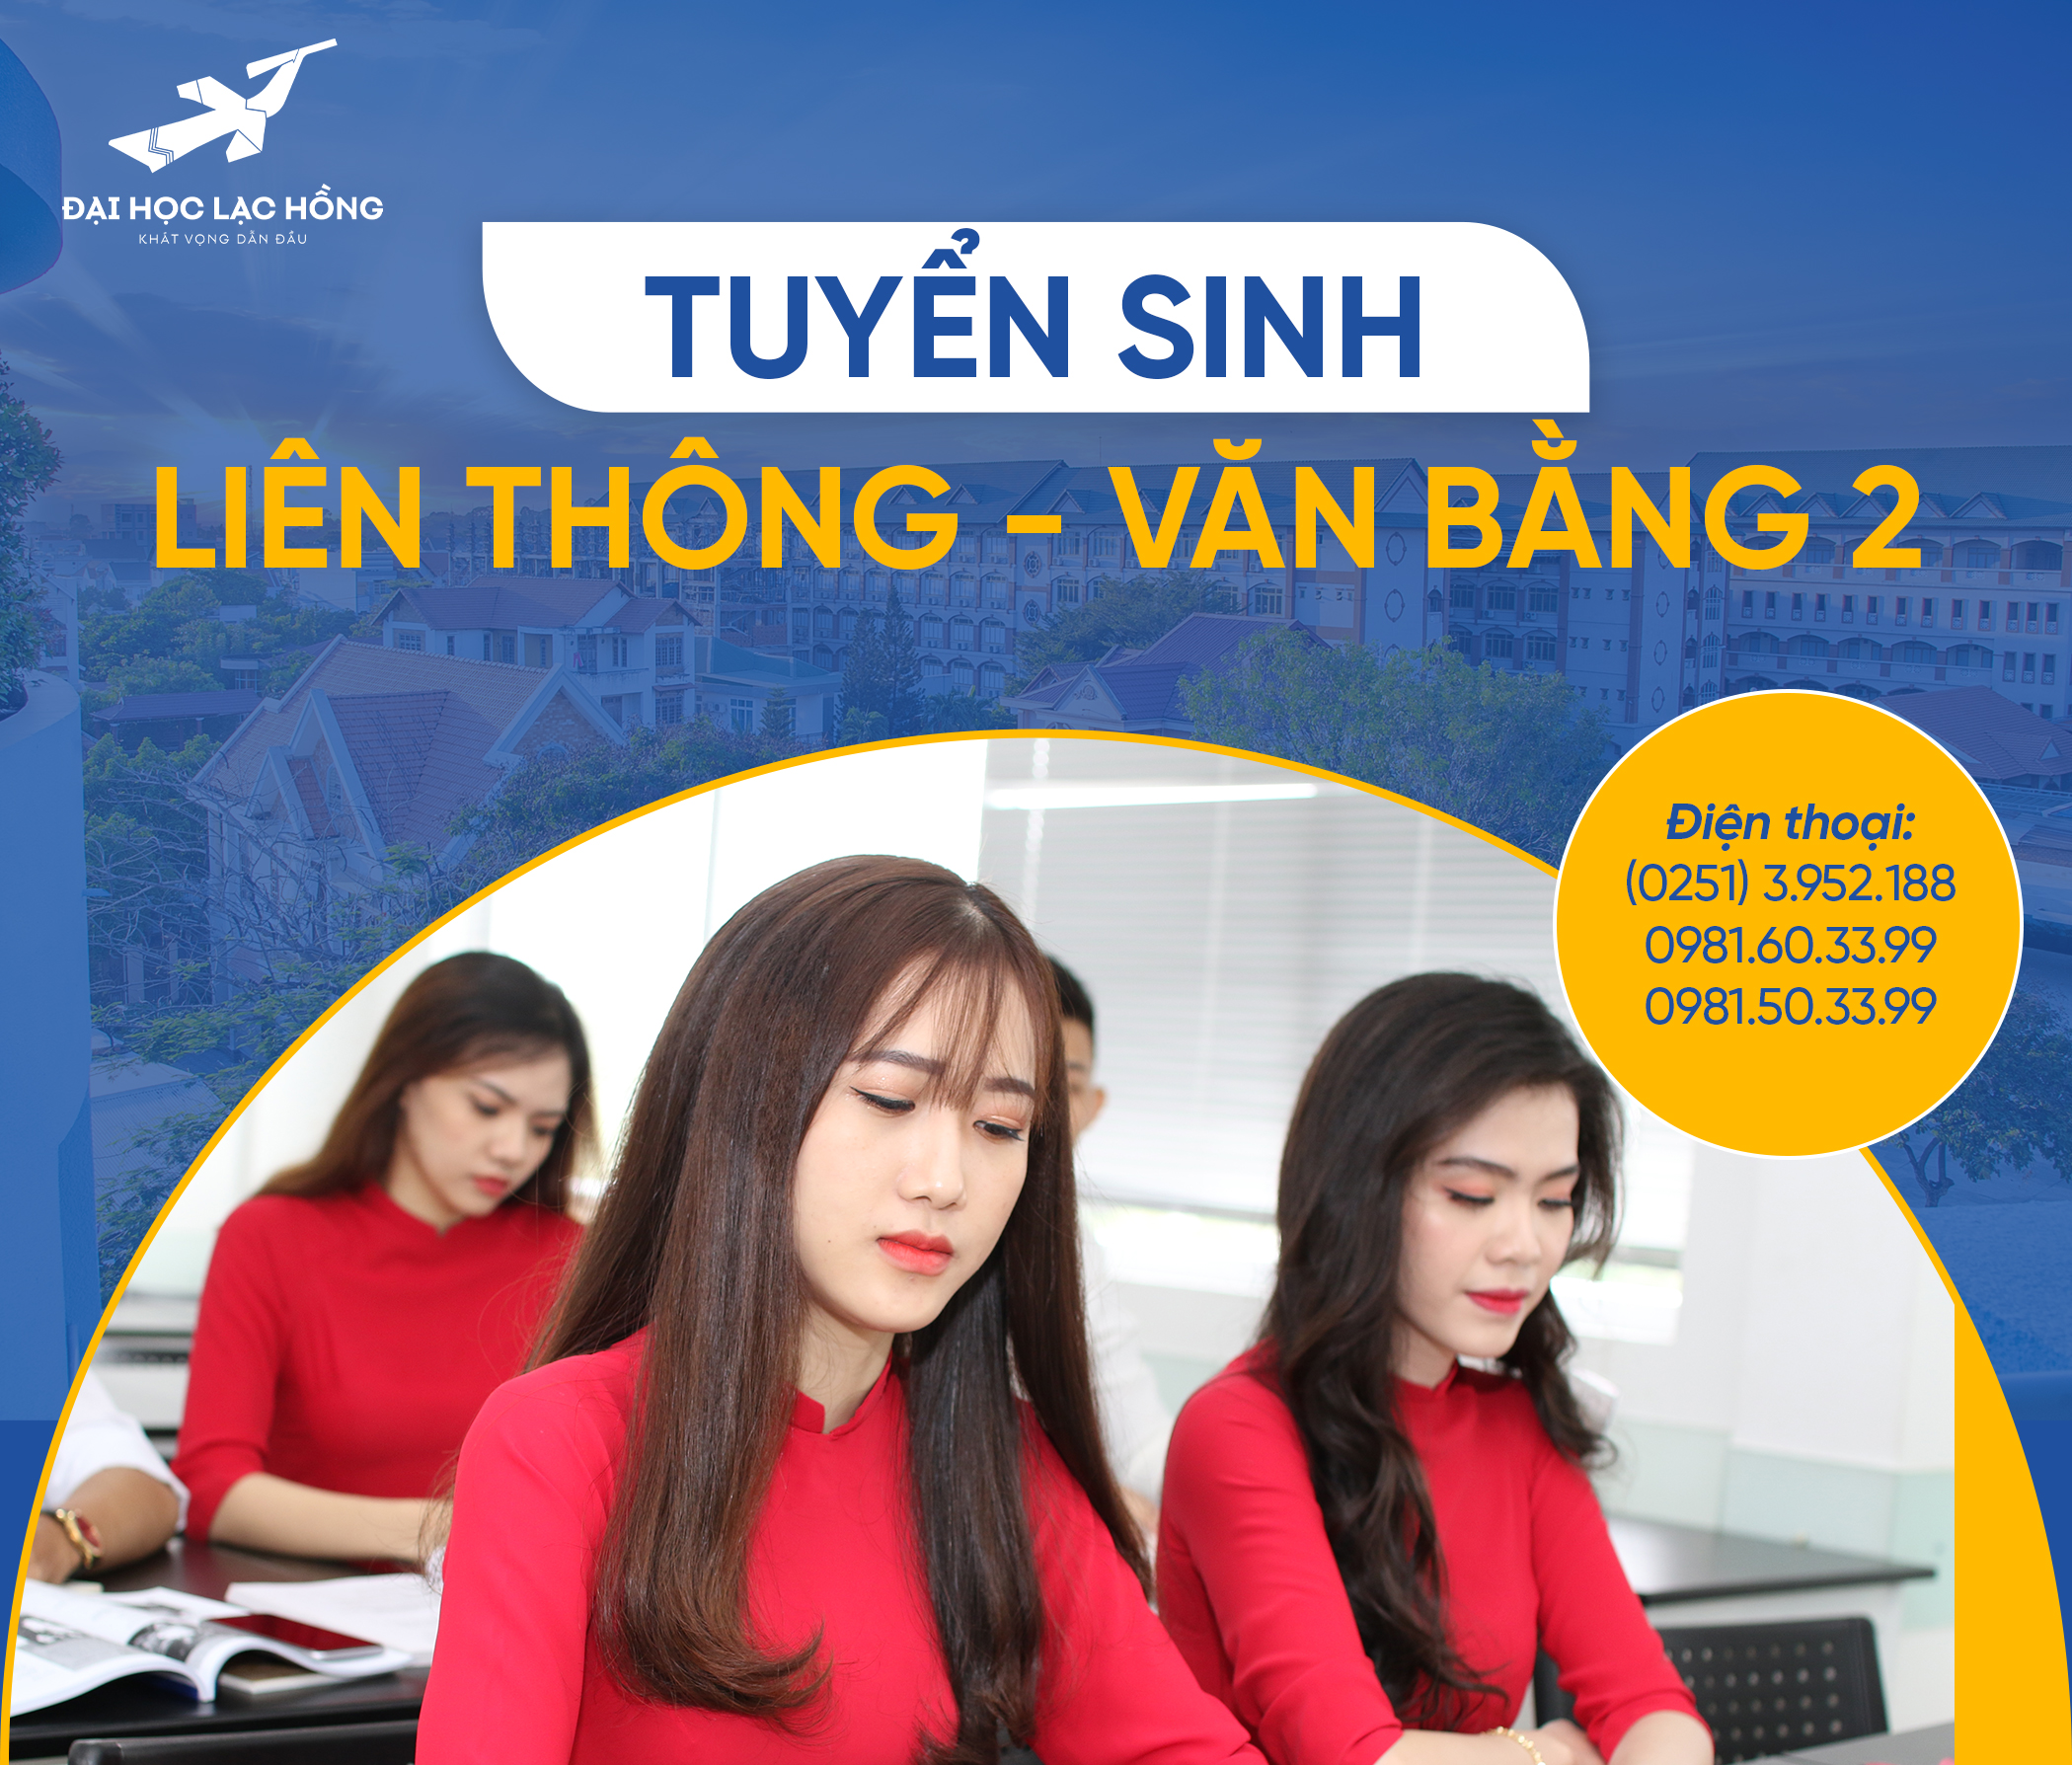 ĐẠI HỌC LẠC HỒNG
KHÁT VỌNG DẪN ĐẦU
TUYỂN SINH
LIÊN THÔNG - VĂN BẰNG 2
Điện thoại:
(0251) 3.952.188
0981.60.33.99
0981.50.33.99